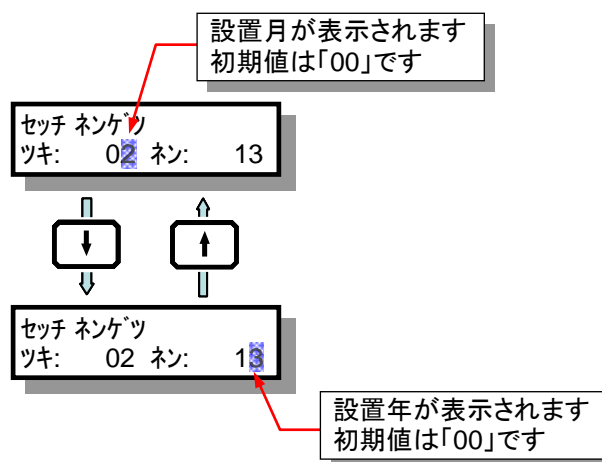 設置月が表示されます
初期値は「00」です
セッチ ネンゲツ
ツキ: 02 ネン: 13
↓ ↑
セッチ ネンゲツ
ツキ: 02 ネン: 13
設置年が表示されます
初期値は「00」です